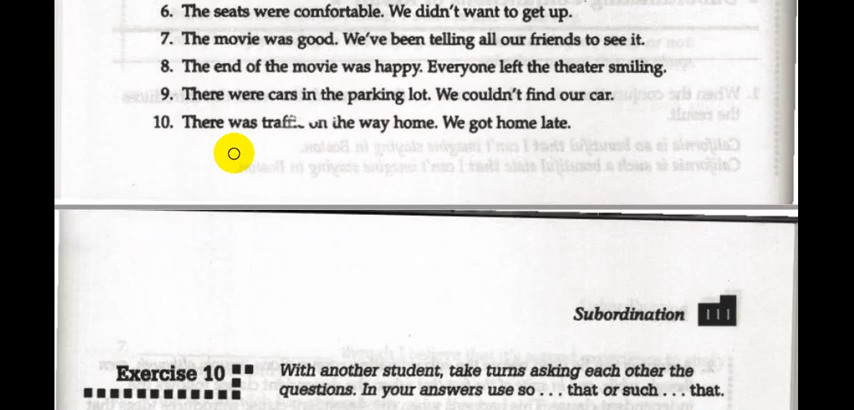 6. The seats were comfortable. We didn't want to get up.
7. The movie was good. We've been telling all our friends to see it.
8. The end of the movie was happy. Everyone left the theater smiling.
9. There were cars in the parking lot. We couldn't find our car.
10. There was on the way home. We got home late.
Subordination 111
Exercise 10
With another student, take turns asking each other the
questions. In your answers use so . . . that or such . . . that.